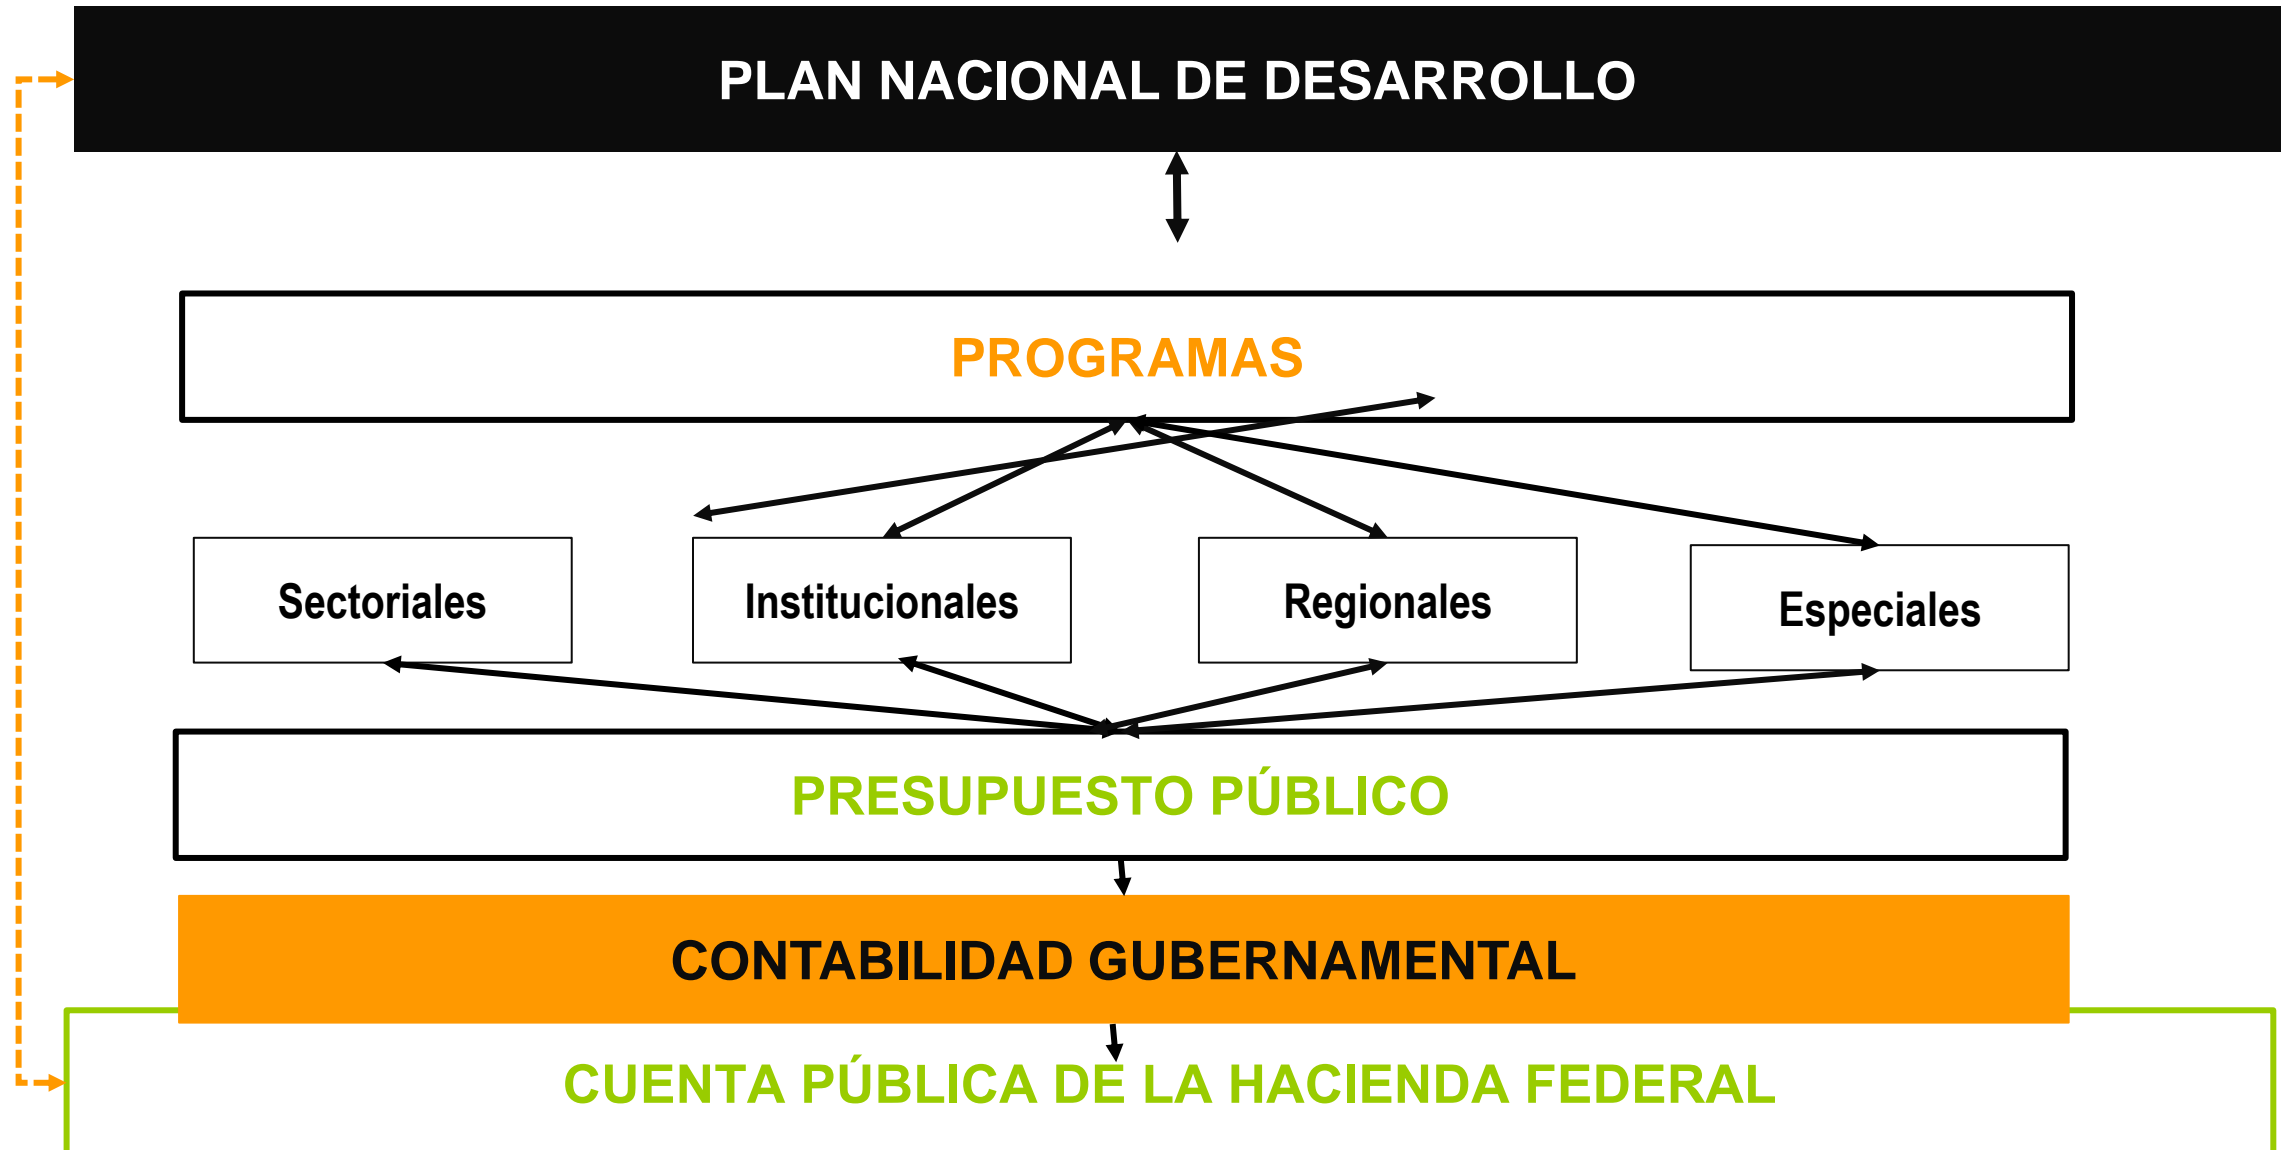 PLAN NACIONAL DE DESARROLLO
PROGRAMAS
Sectoriales
Institucionales
Regionales
Especiales
PRESUPUESTO PÚBLICO
CONTABILIDAD GUBERNAMENTAL
CUENTA PÚBLICA DE LA HACIENDA FEDERAL